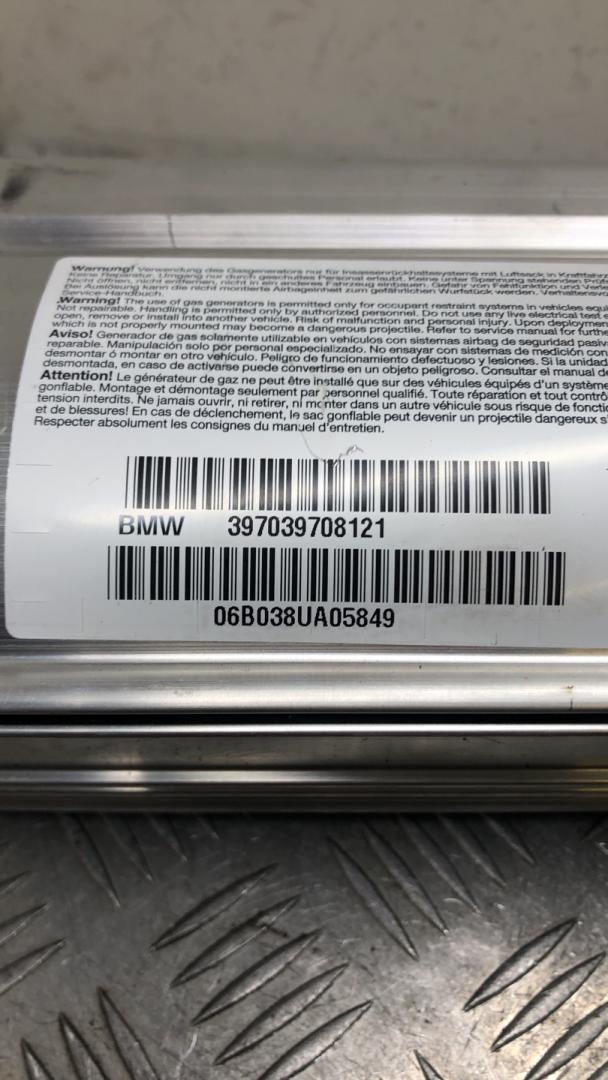 Warnung! Verwendung des Gasgenerators nur für Insassenrückhaltesysteme mit Luftsack in Kraftfahr
Keine Reparatur. Umgang nur durch geschultes Personal erlaubt. Keine unter Spannung stehenden Prüf
Nicht öffnen, nicht entfernen, nicht in ein anderes Fahrzeug einbauen. Gefahr von Fehlfunktion und Verle
Bei Auslösung kann die nicht montierte Airbageinheit zum gefährlichen Wurfstück werden. Verhaltensvor
Service-Handbuch.
Warning! The use of gas generators is permitted only for occupant restraint systems in vehicles equi
Not repairable. Handling is permitted only by authorized personnel. Do not use any live electrical test e
open, remove or install into another vehicle. Risk of malfunction and personal injury. Upon deploymen
which is not properly mounted may become a dangerous projectile. Refer to service manual for furthe
Aviso! Generador de gas solamente utilizable en vehículos con sistemas airbag de seguridad pasiv
reparable. Manipulación solo por personal especializado. No ensayar con sistemas de medición con
desmontar ó montar en otro vehículo. Peligro de funcionamiento defectuoso y lesiones. Si la unidad
desmontada, en caso de activarse puede convertirse en un objeto peligroso. Consultar el manual de
Attention! Le générateur de gaz ne peut être installé que sur des véhicules équipés d'un système
gonflable. Montage et démontage seulement par personnel qualifié. Toute réparation et tout contrô
tension interdits. Ne jamais ouvrir, ni retirer, ni monter dans un autre véhicule sous risque de foncti
et de blessures! En cas de déclenchement, le sac gonflable peut devenir un projectile dangereux s'
Respecter absolument les consignes du manuel d'entretien.
BMW 397039708121
06B038UA05849